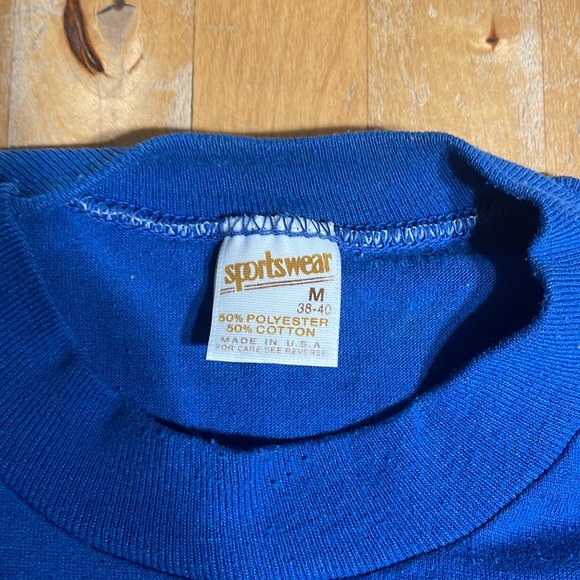 sportswear
M
38-40
50% POLYESTER
50% COTTON
MADE IN U.S.A
FOR CARE SEE REVERSE